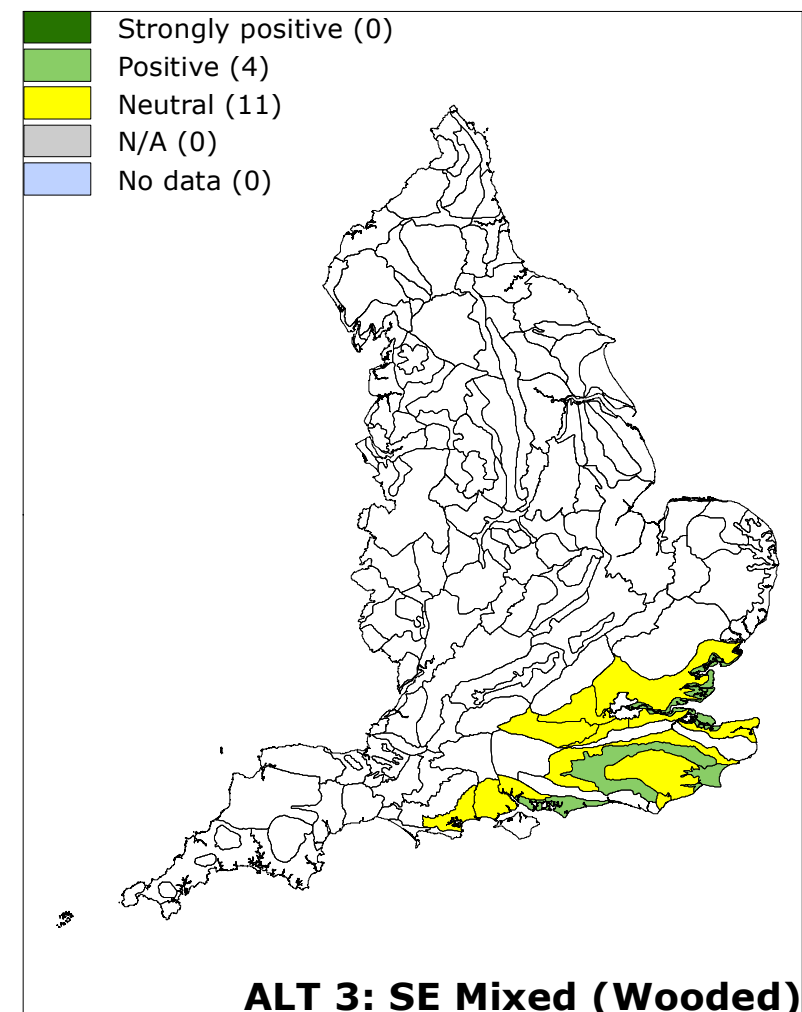 Strongly positive (0)
Positive (4)
Neutral (11)
N/A (0)
No data (0)
ALT 3: SE Mixed (Wooded)